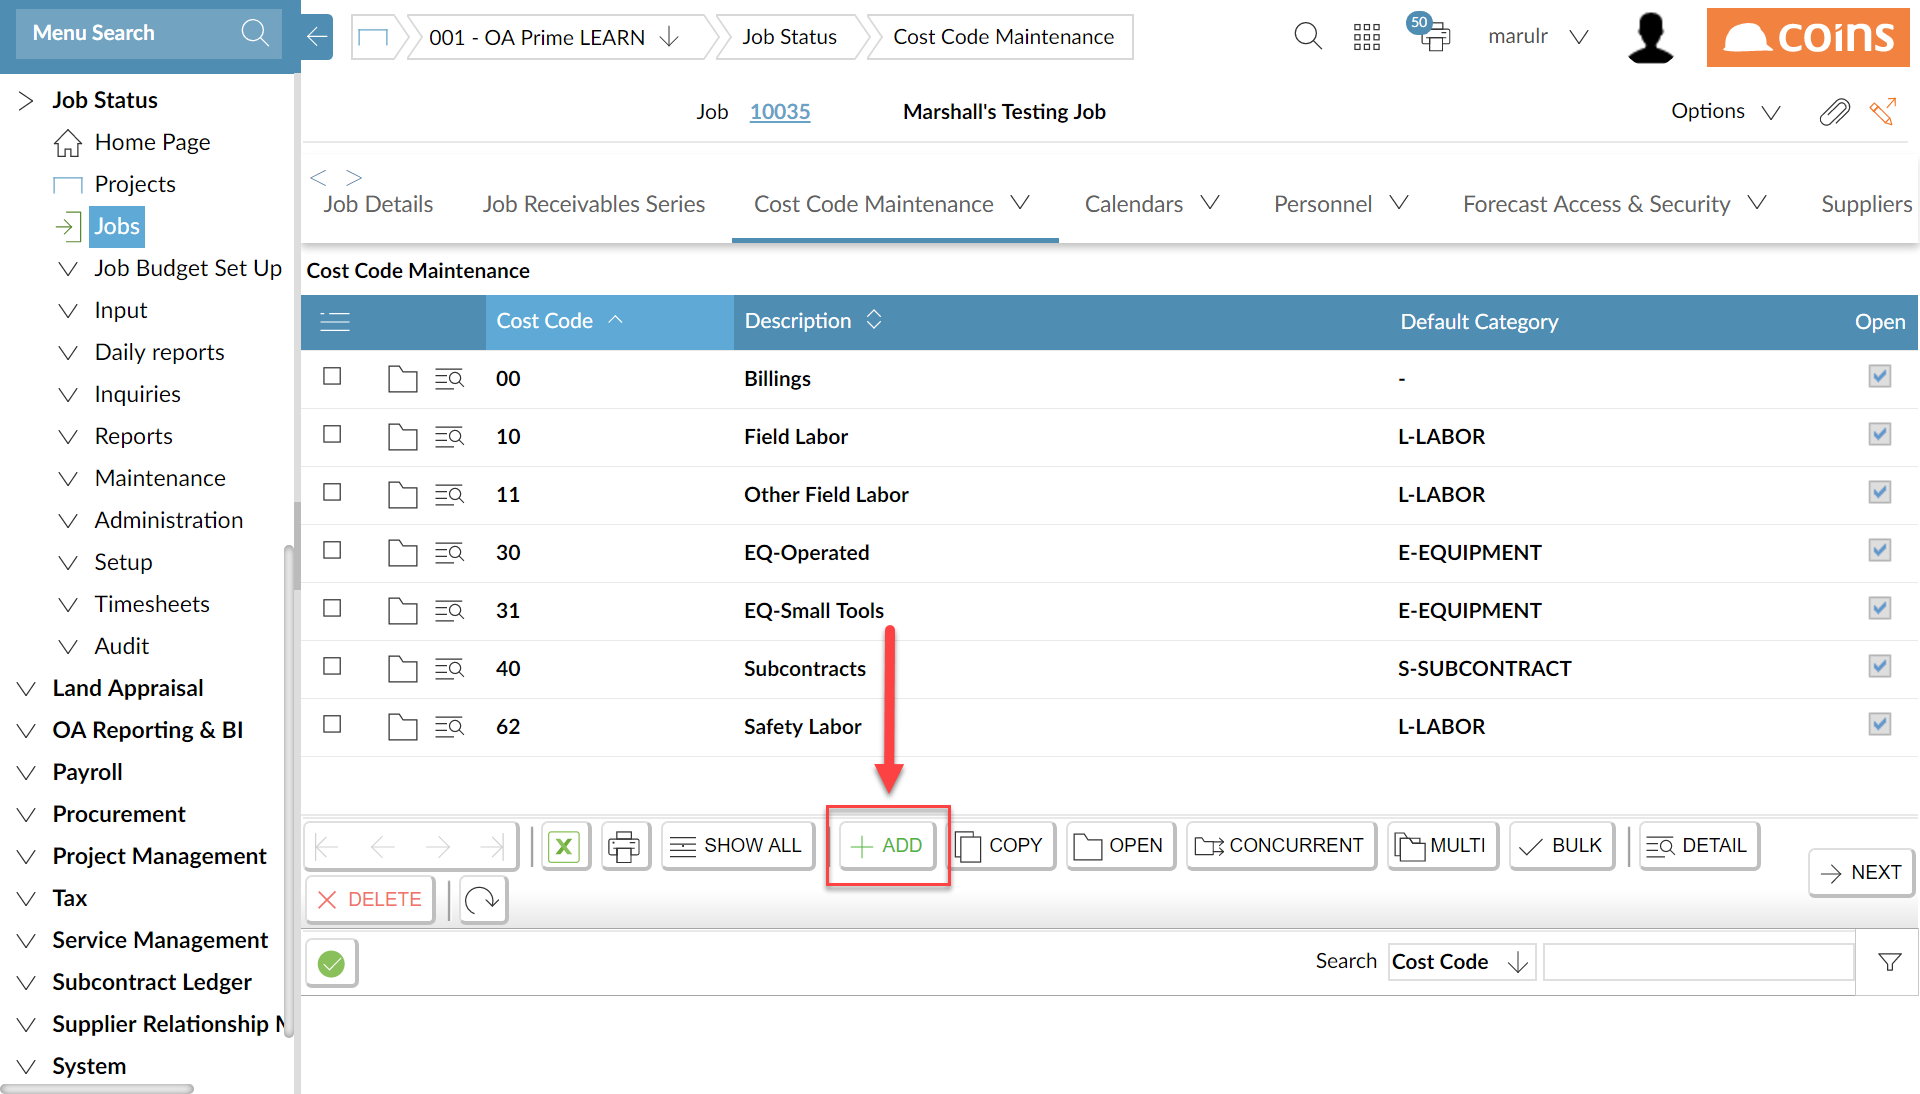 Menu Search
001 - OA Prime LEARN
Job Status
Cost Code Maintenance
50
marulr
coins
Job Status
Home Page
Projects
Jobs
Job Budget Set Up
Input
Daily reports
Inquiries
Reports
Maintenance
Administration
Setup
Timesheets
Audit
Land Appraisal
OA Reporting & BI
Payroll
Procurement
Project Management
Tax
Service Management
Subcontract Ledger
Supplier Relationship
System
Job 10035 Marshall's Testing Job
Options
Job Details Job Receivables Series Cost Code Maintenance Calendars Personnel Forecast Access & Security Suppliers
Cost Code Maintenance
Cost Code Description Default Category Open
00 Billings -
10 Field Labor L-LABOR
11 Other Field Labor L-LABOR
30 EQ-Operated E-EQUIPMENT
31 EQ-Small Tools E-EQUIPMENT
40 Subcontracts S-SUBCONTRACT
62 Safety Labor L-LABOR
X SHOW ALL ADD COPY OPEN CONCURRENT MULTI BULK DETAIL
NEXT
DELETE
Search Cost Code